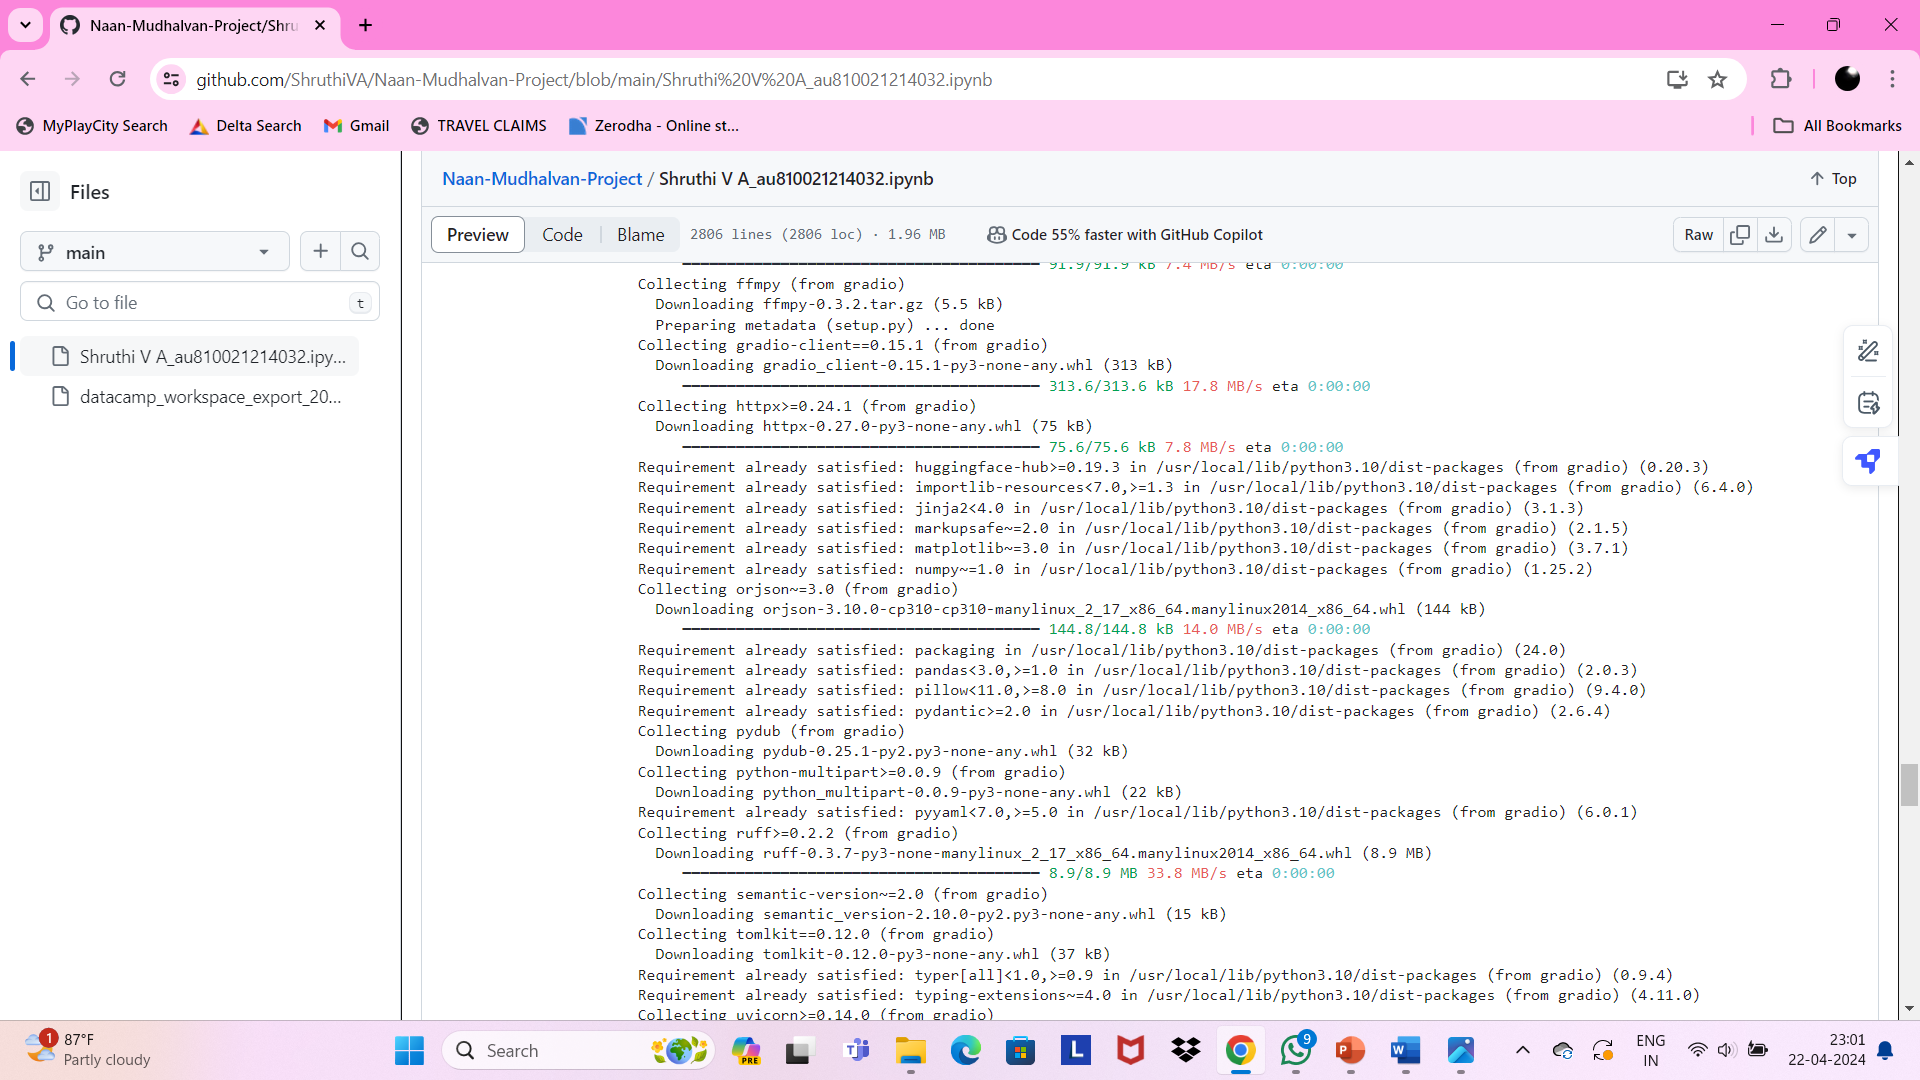 Naan-Mudhalvan-Project/Shru
github.com/ShruthiVA/Naan-Mudhalvan-Project/blob/main/Shruthi%20V%20A_au810021214032.ipynb
MyPlayCity Search
Delta Search
Gmail
TRAVEL CLAIMS
Zerodha - Online st...
All Bookmarks
Files
main
Go to file
t
Shruthi V A_au810021214032.ipy...
datacamp_workspace_export_20...
Naan-Mudhalvan-Project / Shruthi V A_au810021214032.ipynb
Top
Preview
Code
Blame
2806 lines (2806 loc) · 1.96 MB
Code 55% faster with GitHub Copilot
Raw
91.9/91.9 kB 7.4 MB/s eta 0:00:00
Collecting ffmpy (from gradio)
Downloading ffmpy-0.3.2.tar.gz (5.5 kB)
Preparing metadata (setup.py) ... done
Collecting gradio-client==0.15.1 (from gradio)
Downloading gradio_client-0.15.1-py3-none-any.whl (313 kB)
313.6/313.6 kB 17.8 MB/s eta 0:00:00
Collecting httpx>=0.24.1 (from gradio)
Downloading httpx-0.27.0-py3-none-any.whl (75 kB)
75.6/75.6 kB 7.8 MB/s eta 0:00:00
Requirement already satisfied: huggingface-hub>=0.19.3 in /usr/local/lib/python3.10/dist-packages (from gradio) (0.20.3)
Requirement already satisfied: importlib-resources<7.0,>=1.3 in /usr/local/lib/python3.10/dist-packages (from gradio) (6.4.0)
Requirement already satisfied: jinja2<4.0 in /usr/local/lib/python3.10/dist-packages (from gradio) (3.1.3)
Requirement already satisfied: markupsafe~=2.0 in /usr/local/lib/python3.10/dist-packages (from gradio) (2.1.5)
Requirement already satisfied: matplotlib~=3.0 in /usr/local/lib/python3.10/dist-packages (from gradio) (3.7.1)
Requirement already satisfied: numpy~=1.0 in /usr/local/lib/python3.10/dist-packages (from gradio) (1.25.2)
Collecting orjson~=3.0 (from gradio)
Downloading orjson-3.10.0-cp310-cp310-manylinux_2_17_x86_64.manylinux2014_x86_64.whl (144 kB)
144.8/144.8 kB 14.0 MB/s eta 0:00:00
Requirement already satisfied: packaging in /usr/local/lib/python3.10/dist-packages (from gradio) (24.0)
Requirement already satisfied: pandas<3.0,>=1.0 in /usr/local/lib/python3.10/dist-packages (from gradio) (2.0.3)
Requirement already satisfied: pillow<11.0,>=8.0 in /usr/local/lib/python3.10/dist-packages (from gradio) (9.4.0)
Requirement already satisfied: pydantic>=2.0 in /usr/local/lib/python3.10/dist-packages (from gradio) (2.6.4)
Collecting pydub (from gradio)
Downloading pydub-0.25.1-py2.py3-none-any.whl (32 kB)
Collecting python-multipart>=0.0.9 (from gradio)
Downloading python_multipart-0.0.9-py3-none-any.whl (22 kB)
Requirement already satisfied: pyyaml<7.0,>=5.0 in /usr/local/lib/python3.10/dist-packages (from gradio) (6.0.1)
Collecting ruff>=0.2.2 (from gradio)
Downloading ruff-0.3.7-py3-none-manylinux_2_17_x86_64.manylinux2014_x86_64.whl (8.9 MB)
8.9/8.9 MB 33.8 MB/s eta 0:00:00
Collecting semantic-version~=2.0 (from gradio)
Downloading semantic_version-2.10.0-py2.py3-none-any.whl (15 kB)
Collecting tomlkit==0.12.0 (from gradio)
Downloading tomlkit-0.12.0-py3-none-any.whl (37 kB)
Requirement already satisfied: typer[all]<1.0,>=0.9 in /usr/local/lib/python3.10/dist-packages (from gradio) (0.9.4)
Requirement already satisfied: typing-extensions~=4.0 in /usr/local/lib/python3.10/dist-packages (from gradio) (4.11.0)
Collecting uvicorn>=0.14.0 (from gradio)
1
87°F
Partly cloudy
Search
PRE
L
9
ENG
IN
23:01
22-04-2024